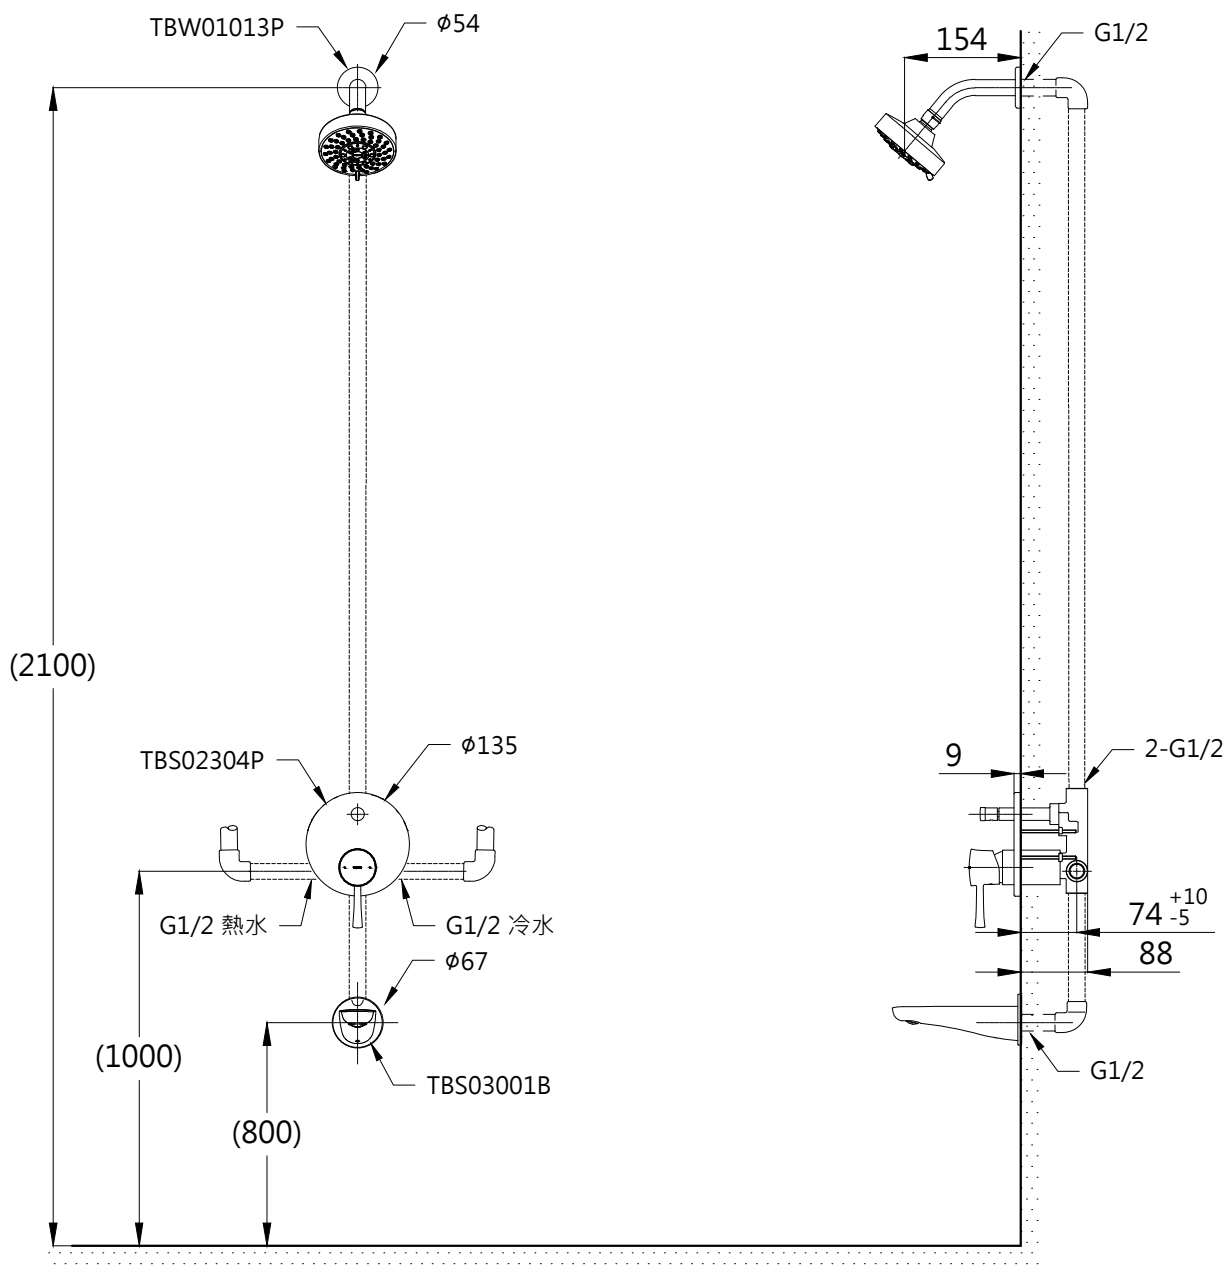 TBW01013P
ϕ54
154
G1/2
(2100)
TBS02304P
ϕ135
9
2-G1/2
G1/2 熱水
G1/2 冷水
74 +10 -5
88
ϕ67
(1000)
TBS03001B
(800)
G1/2